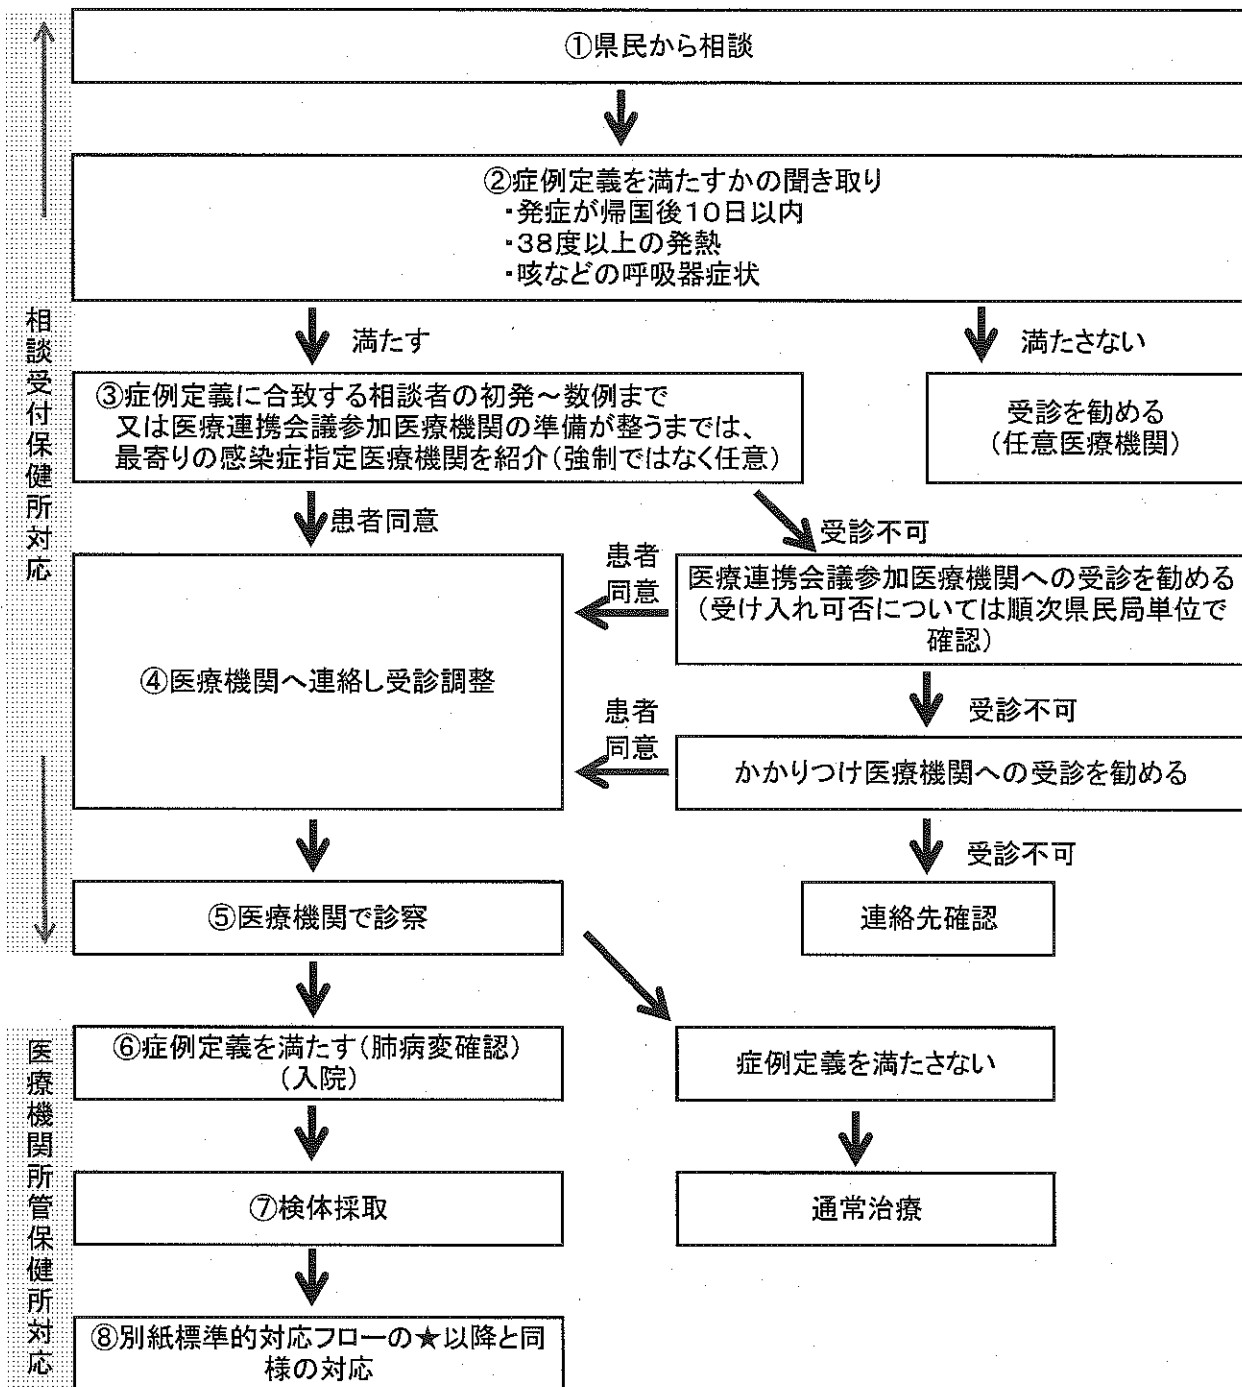 ①県民から相談
②症例定義を満たすかの聞き取り
・発症が帰国後10日以内
・38度以上の発熱
・咳などの呼吸器症状
満たす
満たさない
③症例定義に合致する相談者の初発～数例まで
又は医療連携会議参加医療機関の準備が整うまでは、
最寄りの感染症指定医療機関を紹介(強制ではなく任意)
受診を勧める
(任意医療機関)
患者同意
受診不可
医療連携会議参加医療機関への受診を勧める
(受け入れ可否については順次県民局単位で
確認)
患者
同意
④医療機関へ連絡し受診調整
受診不可
患者
同意
かかりつけ医療機関への受診を勧める
受診不可
⑤医療機関で診察
連絡先確認
⑥症例定義を満たす(肺病変確認)
(入院)
症例定義を満たさない
⑦検体採取
通常治療
⑧別紙標準的対応フローの★以降と同
様の対応
相談受付保健所対応
医療機関所管保健所対応